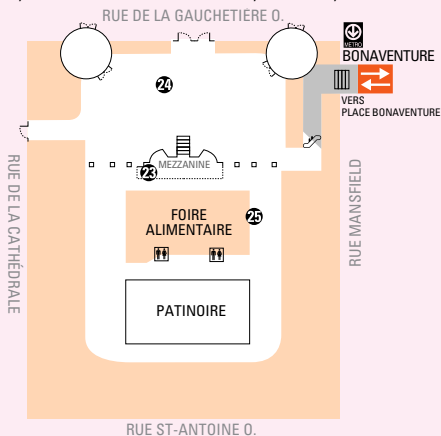 RUE DE LA GAUCHETIÈRE O.
METRO
BONAVENTURE
VERS
PLACE BONAVENTURE
24
MEZZANINE
23
RUE DE LA CATHÉDRALE
RUE MANSFIELD
FOIRE
ALIMENTAIRE
25
PATINOIRE
RUE ST-ANTOINE O.